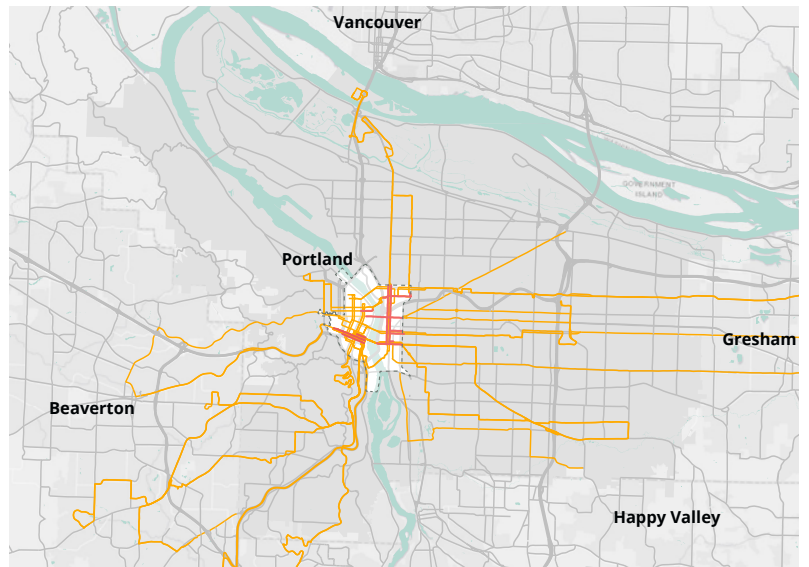 Vancouver
GOVERNMENT
ISLAND
Portland
Gresham
Beaverton
Happy Valley